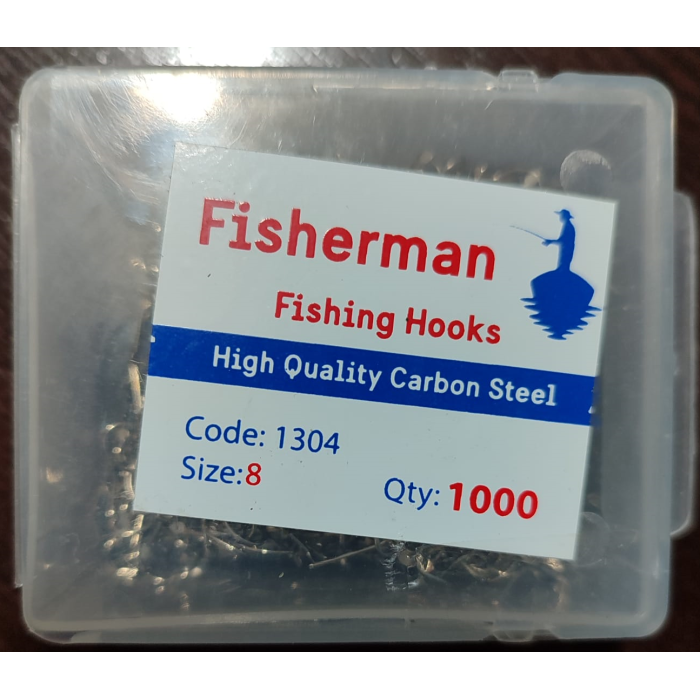 Fisherman
Fishing Hooks
High Quality Carbon Steel
Code: 1304
Size:8
Qty: 1000